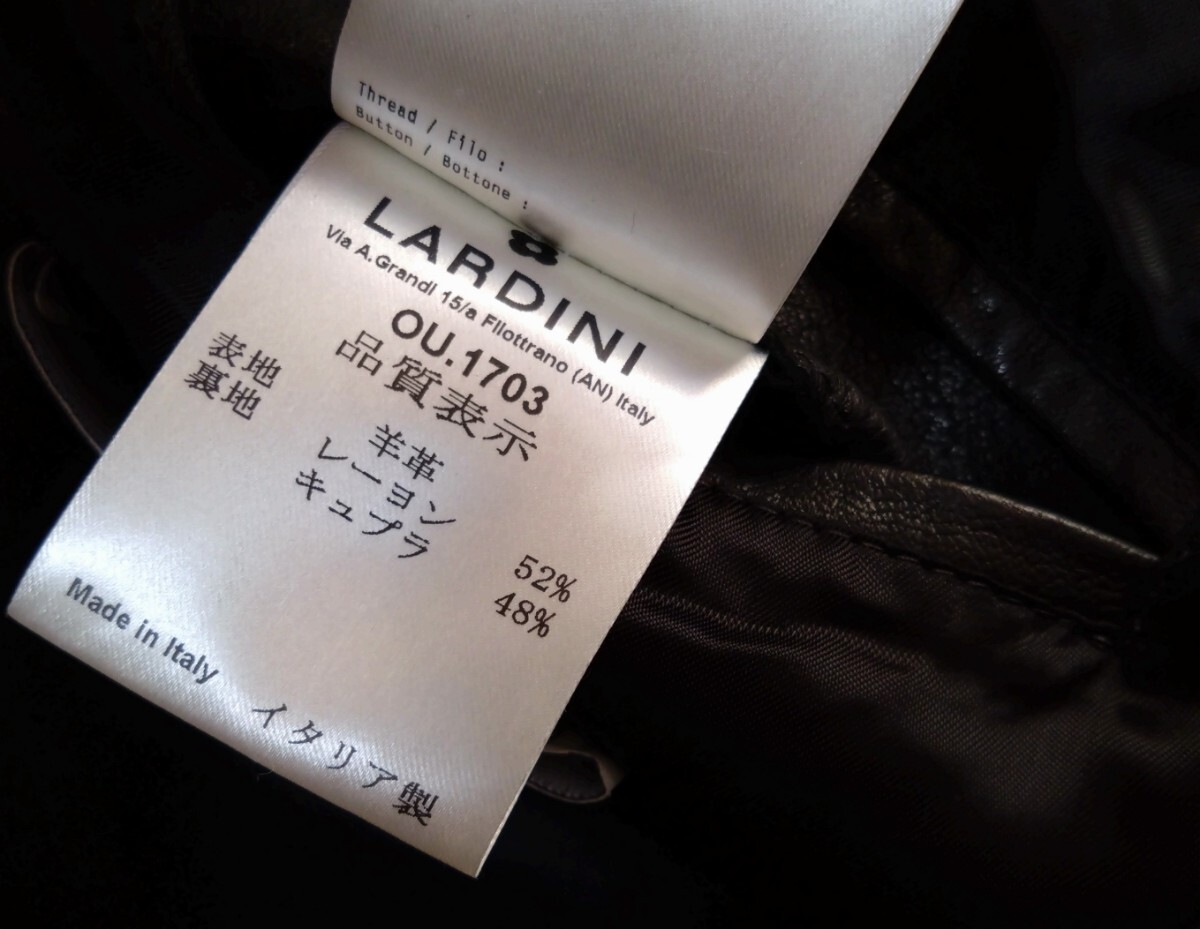 Thread / Filo :
Button / Bottone :
LARDINI
Via A.Grandi 15/a Filottrano (AN) Italy
OU.1703
品質表示
表地 羊革
裏地 レーヨン 52%
キュプラ 48%
Made in Italy イタリア製